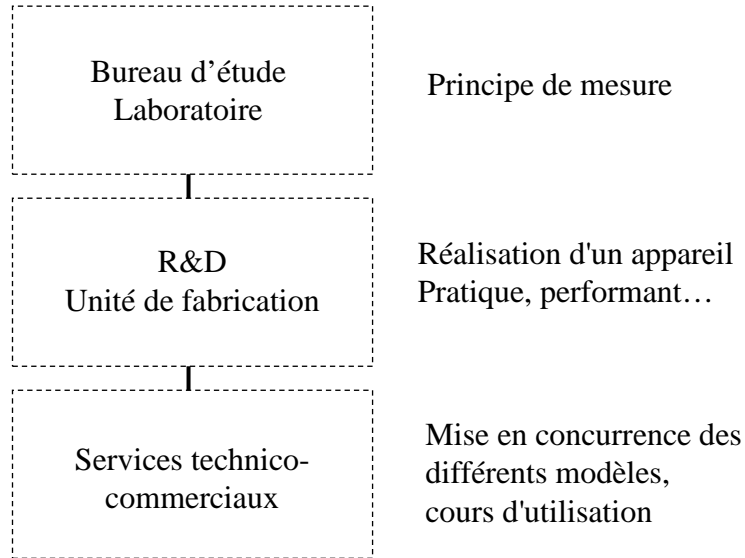 Bureau d’étude
Laboratoire
Principe de mesure
R&D
Unité de fabrication
Réalisation d'un appareil
Pratique, performant…
Services technico-
commerciaux
Mise en concurrence des
différents modèles,
cours d'utilisation